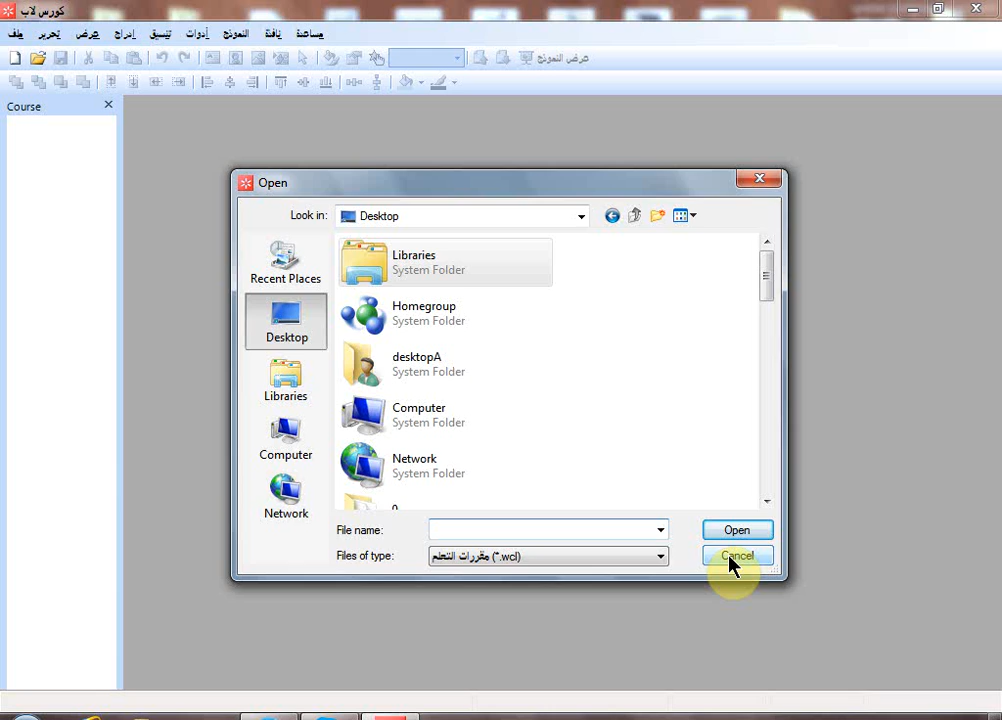 كورس لاب
ملف تحرير عرض إدراج تنسيق أدوات النموذج نافذة مساعدة
عرض النموذج
Course
Open
Look in: Desktop
Recent Places
Desktop
Libraries
Computer
Network
Libraries
System Folder
Homegroup
System Folder
desktopA
System Folder
Computer
System Folder
Network
System Folder
File name:
Open
Files of type: مقررات التعلم (*.wcl)
Cancel